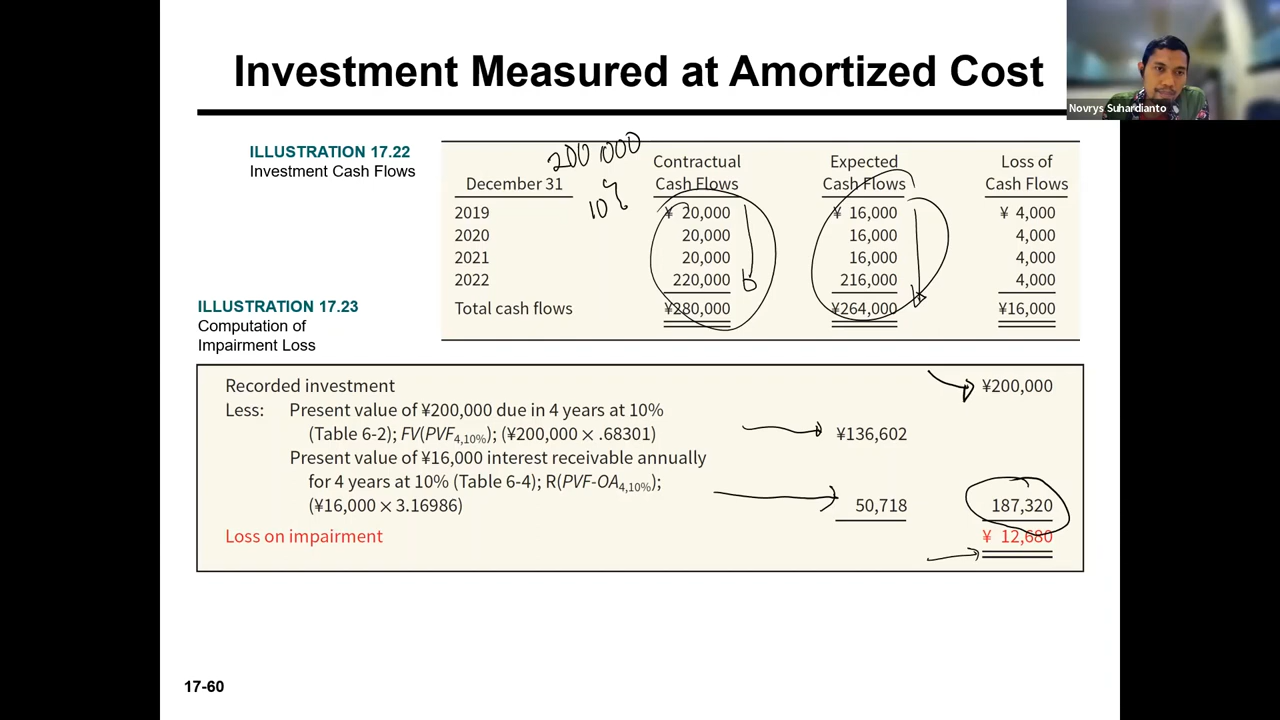 Investment Measured at Amortized Cost
Novrys Suhardianto
ILLUSTRATION 17.22
Investment Cash Flows
200 000
10%
Contractual Expected Loss of
December 31 Cash Flows Cash Flows Cash Flows
2019 ¥ 20,000 ¥ 16,000 ¥ 4,000
2020 20,000 16,000 4,000
2021 20,000 16,000 4,000
2022 220,000 216,000 4,000
Total cash flows ¥280,000 ¥264,000 ¥16,000
ILLUSTRATION 17.23
Computation of
Impairment Loss
Recorded investment ¥200,000
Less: Present value of ¥200,000 due in 4 years at 10%
(Table 6-2); FV(PVF4,10%); (¥200,000 × .68301) ¥136,602
Present value of ¥16,000 interest receivable annually
for 4 years at 10% (Table 6-4); R(PVF-OA4,10%);
(¥16,000 × 3.16986) 50,718 187,320
Loss on impairment ¥ 12,680
17-60